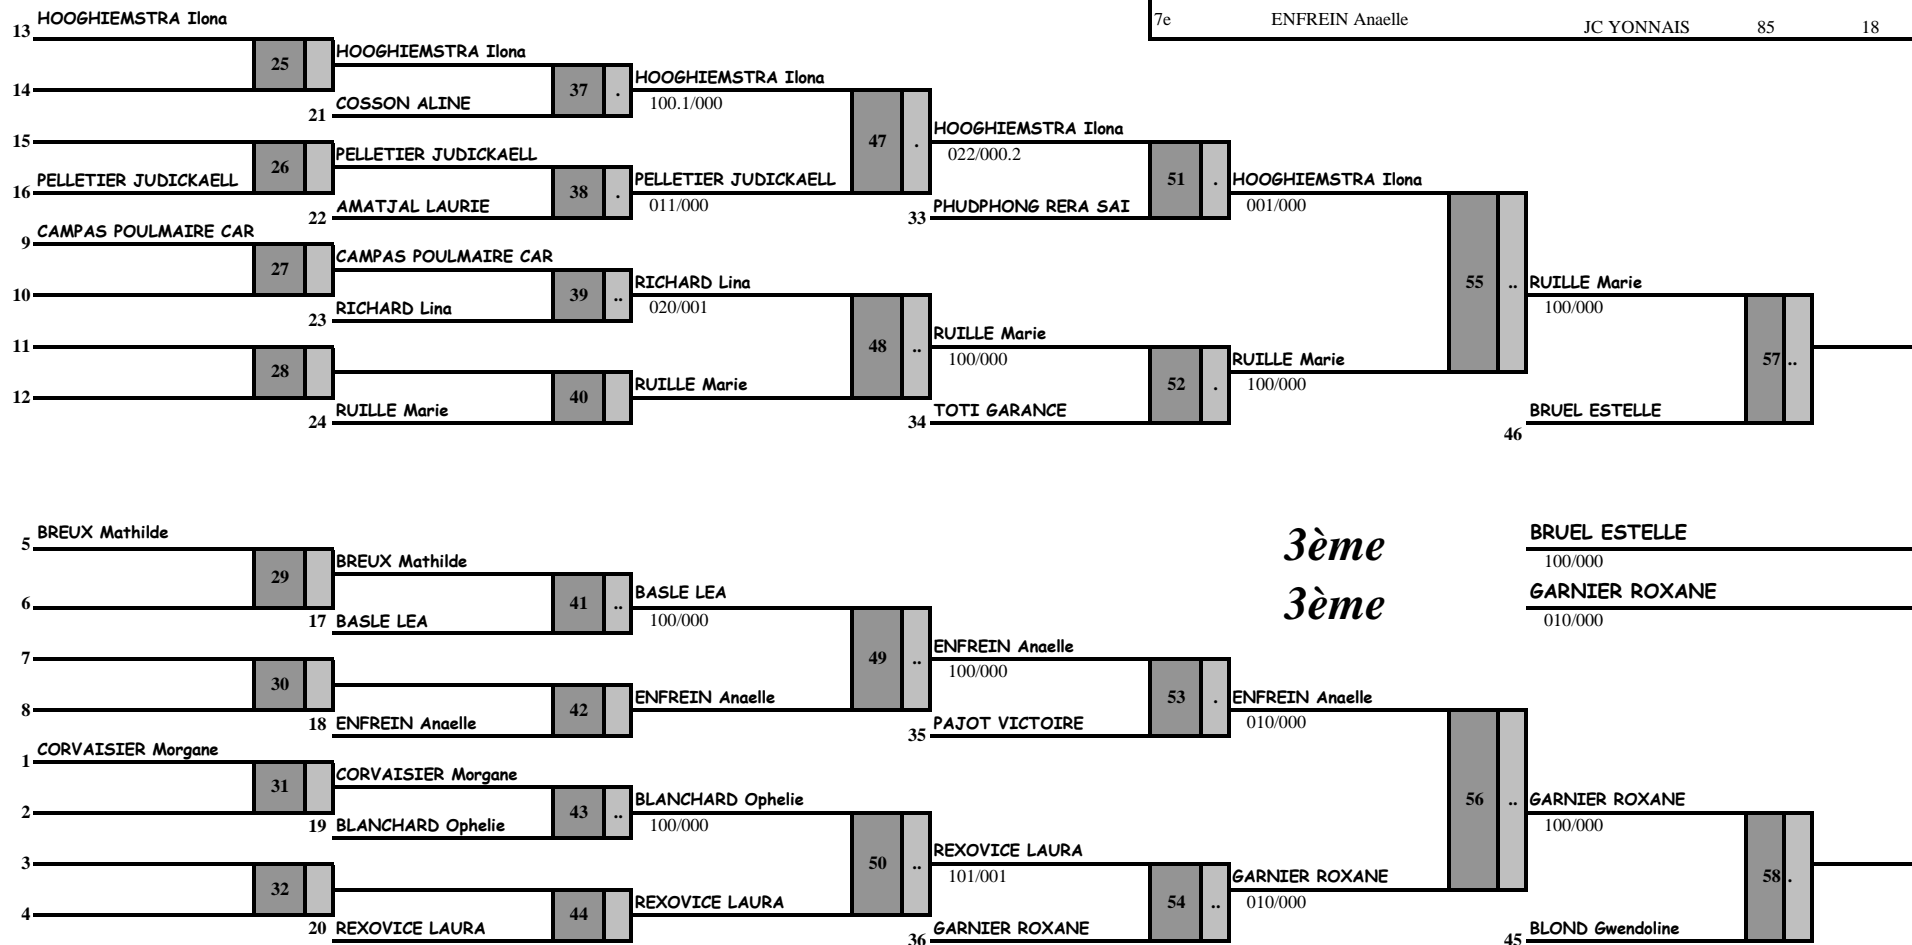 7e ENFREIN Anaelle JC YONNAIS 85 18
HOOGHIEMSTRA Ilona
13
25
HOOGHIEMSTRA Ilona
14
37 .
HOOGHIEMSTRA Ilona
100.1/000
21 COSSON ALINE
15
26
PELLETIER JUDICKAELL
16 PELLETIER JUDICKAELL
38 .
PELLETIER JUDICKAELL
011/000
22 AMATJAL LAURIE
47 .
HOOGHIEMSTRA Ilona
022/000.2
33 PHUDPHONG RERA SAI
51 .
HOOGHIEMSTRA Ilona
001/000
9 CAMPAS POULMAIRE CAR
27
CAMPAS POULMAIRE CAR
10
39 ..
RICHARD Lina
020/001
23 RICHARD Lina
11
28
12
40
RUILLE Marie
24 RUILLE Marie
48 ..
RUILLE Marie
100/000
34 TOTI GARANCE
52 .
RUILLE Marie
100/000
55 ..
RUILLE Marie
100/000
57 ..
BRUEL ESTELLE
46
5 BREUX Mathilde
29
BREUX Mathilde
6
41 ..
BASLE LEA
100/000
17 BASLE LEA
7
30
8
42
ENFREIN Anaelle
18 ENFREIN Anaelle
49 ..
ENFREIN Anaelle
100/000
35 PAJOT VICTOIRE
53 .
ENFREIN Anaelle
010/000
3ème BRUEL ESTELLE
100/000
3ème GARNIER ROXANE
010/000
1 CORVAISIER Morgane
31
CORVAISIER Morgane
2
43 ..
BLANCHARD Ophelie
100/000
19 BLANCHARD Ophelie
3
32
4
44
REXOVICE LAURA
20 REXOVICE LAURA
50 ..
REXOVICE LAURA
101/001
36 GARNIER ROXANE
54 ..
GARNIER ROXANE
010/000
56 ..
GARNIER ROXANE
100/000
58 .
45 BLOND Gwendoline